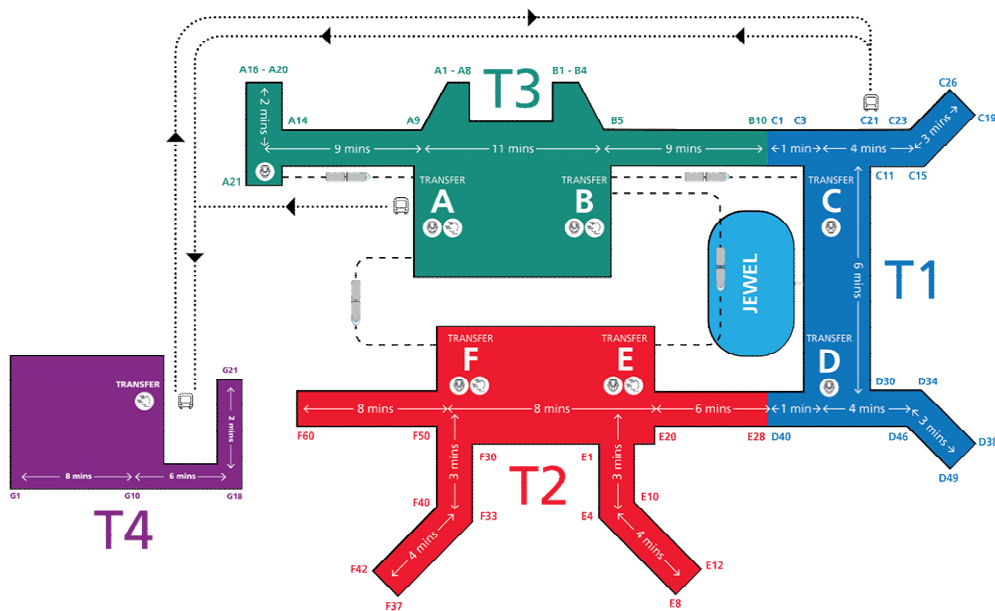 A16 - A20
A1 - A8
T3
B1 - B4
C26
2 mins
A14
A9
B5
B10
C1
C3
C21
C23
C19
3 mins
9 mins
11 mins
9 mins
1 min
4 mins
A21
TRANSFER
A
TRANSFER
B
TRANSFER
C
C11
C15
6 mins
T1
JEWEL
TRANSFER
F
TRANSFER
E
TRANSFER
D
G21
TRANSFER
2 mins
D30
D34
8 mins
8 mins
6 mins
1 min
4 mins
3 mins
D38
F60
F50
E20
E28
D40
D46
D49
F30
E1
3 mins
3 mins
T2
8 mins
6 mins
G1
G10
G18
T4
F40
F33
E4
E10
4 mins
4 mins
F42
F37
E12
E8